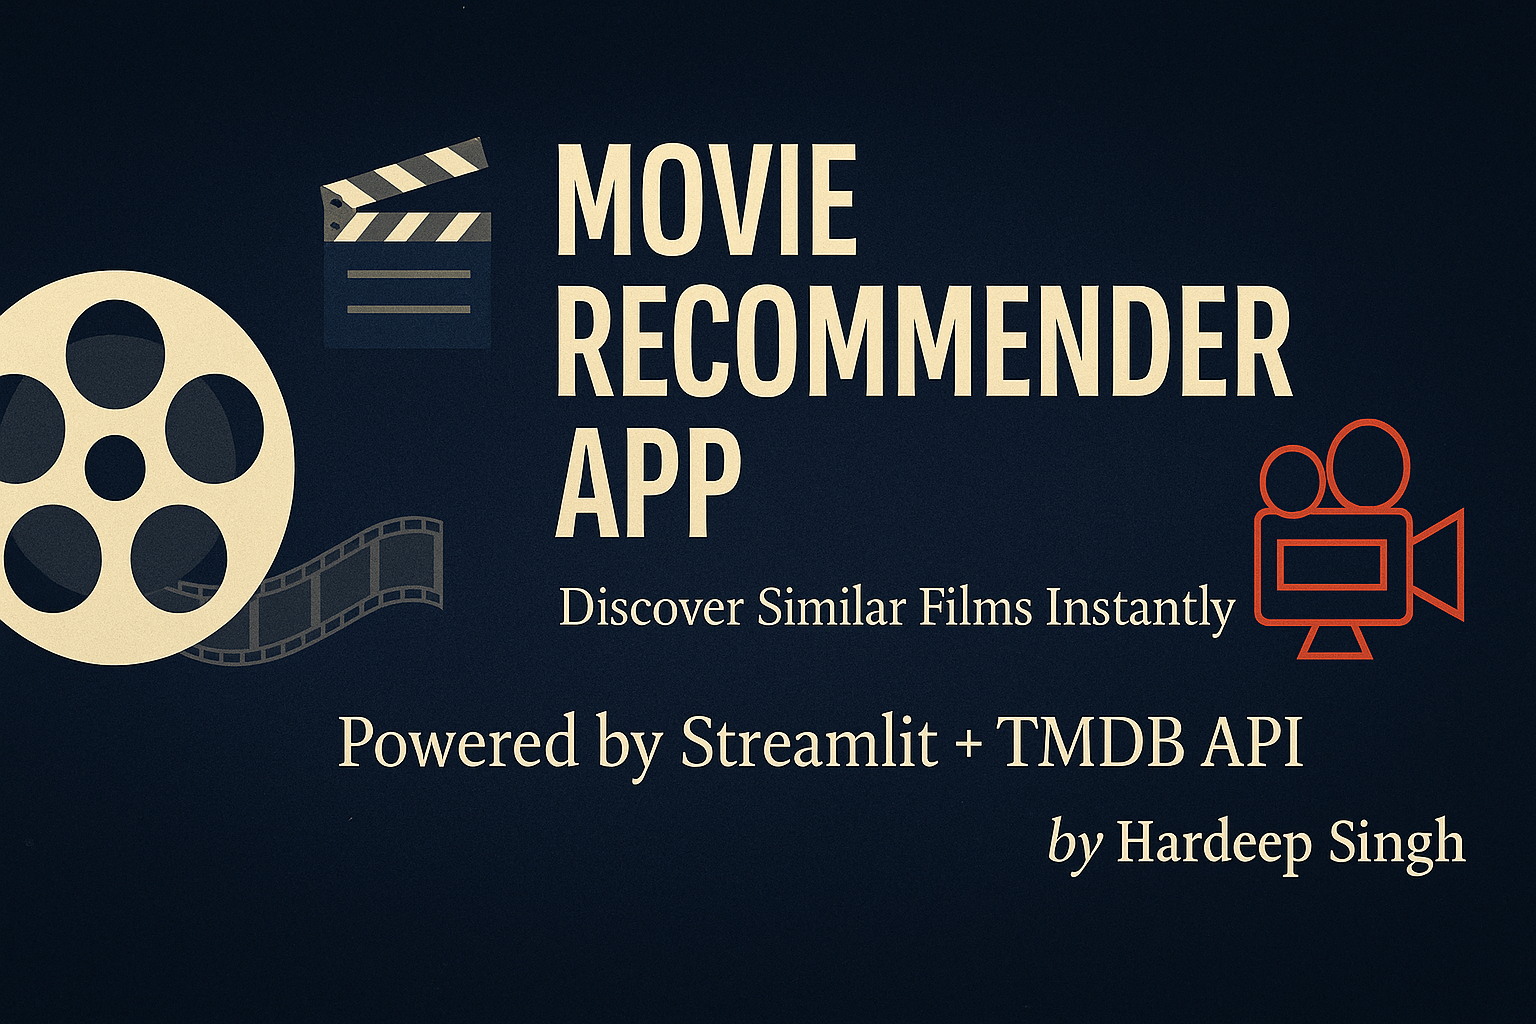 MOVIE
RECOMMENDER
APP
Discover Similar Films Instantly
Powered by Streamlit + TMDB API
by Hardeep Singh